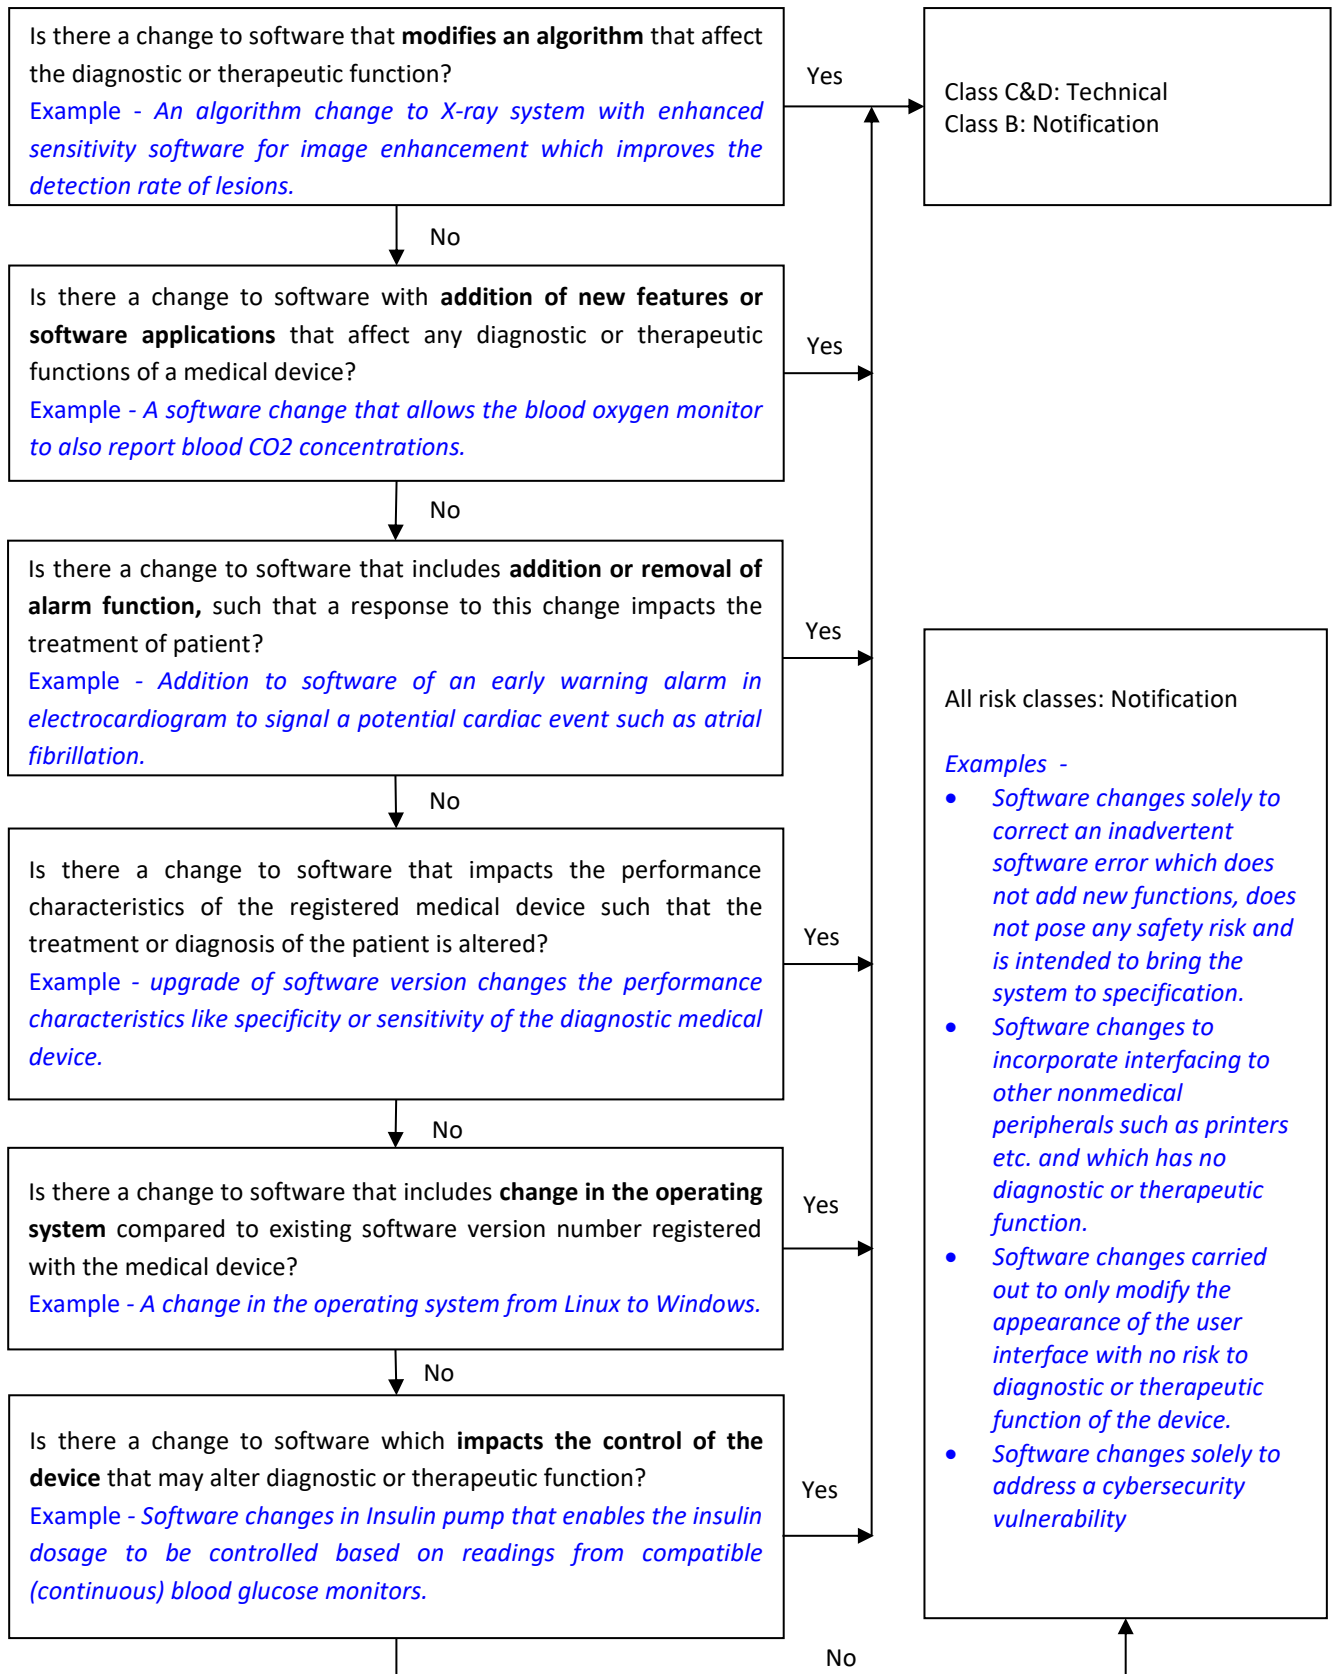 Is there a change to software that modifies an algorithm that affect
the diagnostic or therapeutic function?
Example - An algorithm change to X-ray system with enhanced
sensitivity software for image enhancement which improves the
detection rate of lesions.
Yes
Class C&D: Technical
Class B: Notification
No
Is there a change to software with addition of new features or
software applications that affect any diagnostic or therapeutic
functions of a medical device?
Example - A software change that allows the blood oxygen monitor
to also report blood CO2 concentrations.
Yes
No
Is there a change to software that includes addition or removal of
alarm function, such that a response to this change impacts the
treatment of patient?
Example - Addition to software of an early warning alarm in
electrocardiogram to signal a potential cardiac event such as atrial
fibrillation.
Yes
No
Is there a change to software that impacts the performance
characteristics of the registered medical device such that the
treatment or diagnosis of the patient is altered?
Example - upgrade of software version changes the performance
characteristics like specificity or sensitivity of the diagnostic medical
device.
Yes
No
Is there a change to software that includes change in the operating
system compared to existing software version number registered
with the medical device?
Example - A change in the operating system from Linux to Windows.
Yes
No
Is there a change to software which impacts the control of the
device that may alter diagnostic or therapeutic function?
Example - Software changes in Insulin pump that enables the insulin
dosage to be controlled based on readings from compatible
(continuous) blood glucose monitors.
Yes
No
All risk classes: Notification
Examples -
• Software changes solely to
correct an inadvertent
software error which does
not add new functions, does
not pose any safety risk and
is intended to bring the
system to specification.
• Software changes to
incorporate interfacing to
other nonmedical
peripherals such as printers
etc. and which has no
diagnostic or therapeutic
function.
• Software changes carried
out to only modify the
appearance of the user
interface with no risk to
diagnostic or therapeutic
function of the device.
• Software changes solely to
address a cybersecurity
vulnerability